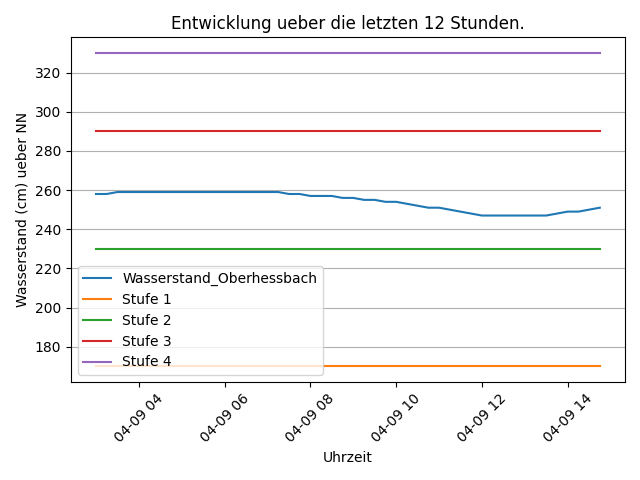 Entwicklung ueber die letzten 12 Stunden.
Wasserstand (cm) ueber NN
320
300
280
260
240
220
200
180
Wasserstand_Oberhessbach
Stufe 1
Stufe 2
Stufe 3
Stufe 4
04-09 04
04-09 06
04-09 08
04-09 10
04-09 12
04-09 14
Uhrzeit